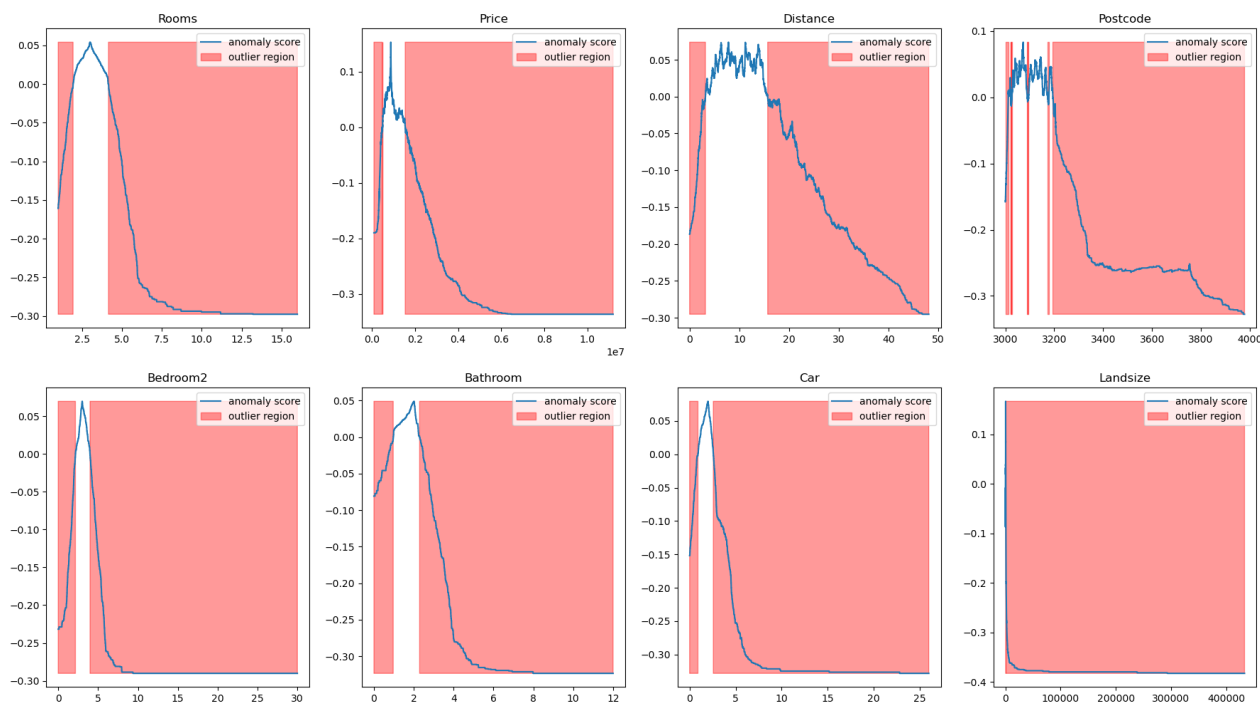 Rooms
anomaly score
outlier region
0.05
0.00
−0.05
−0.10
−0.15
−0.20
−0.25
−0.30
2.5 5.0 7.5 10.0 12.5 15.0
Price
anomaly score
outlier region
0.1
0.0
−0.1
−0.2
−0.3
0.0 0.2 0.4 0.6 0.8 1.0
1e7
Distance
anomaly score
outlier region
0.05
0.00
−0.05
−0.10
−0.15
−0.20
−0.25
−0.30
0 10 20 30 40 50
Postcode
anomaly score
outlier region
0.1
0.0
−0.1
−0.2
−0.3
3000 3200 3400 3600 3800 4000
Bedroom2
anomaly score
outlier region
0.05
0.00
−0.05
−0.10
−0.15
−0.20
−0.25
−0.30
0 5 10 15 20 25 30
Bathroom
anomaly score
outlier region
0.05
0.00
−0.05
−0.10
−0.15
−0.20
−0.25
−0.30
0 2 4 6 8 10 12
Car
anomaly score
outlier region
0.05
0.00
−0.05
−0.10
−0.15
−0.20
−0.25
−0.30
0 5 10 15 20 25
Landsize
anomaly score
outlier region
0.1
0.0
−0.1
−0.2
−0.3
−0.4
0 100000 200000 300000 400000